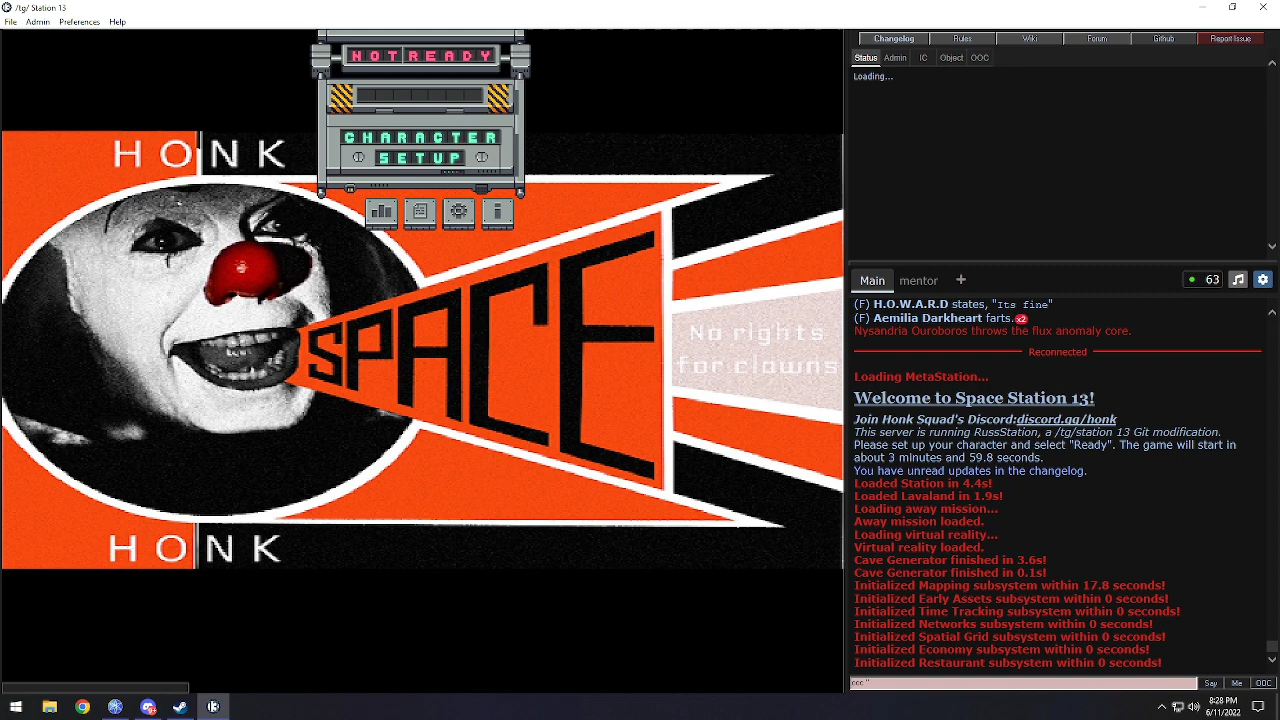 /tg/ Station 13
File Admin Preferences Help
NOT READY
CHARACTER
SETUP
HONK
SPACE
No rights
for clowns
HONK
Changelog Rules Wiki Forum Github Report Issue
Status Admin IC Object OOC
Loading...
Main mentor + 63
(F) H.O.W.A.R.D states, "Its fine"
(F) Aemilia Darkheart farts. x2
Nysandria Ouroboros throws the flux anomaly core.
Reconnected
Loading MetaStation...
Welcome to Space Station 13!
Join Honk Squad's Discord:discord.gg/honk
This server is running RussStation, a /tg/station 13 Git modification.
Please set up your character and select "Ready". The game will start in
about 3 minutes and 59.8 seconds.
You have unread updates in the changelog.
Loaded Station in 4.4s!
Loaded Lavaland in 1.9s!
Loading away mission...
Away mission loaded.
Loading virtual reality...
Virtual reality loaded.
Cave Generator finished in 3.6s!
Cave Generator finished in 0.1s!
Initialized Mapping subsystem within 17.8 seconds!
Initialized Early Assets subsystem within 0 seconds!
Initialized Time Tracking subsystem within 0 seconds!
Initialized Networks subsystem within 0 seconds!
Initialized Spatial Grid subsystem within 0 seconds!
Initialized Economy subsystem within 0 seconds!
Initialized Restaurant subsystem within 0 seconds!
ooc "
Say Me OOC
8:28 PM
6/11/2022